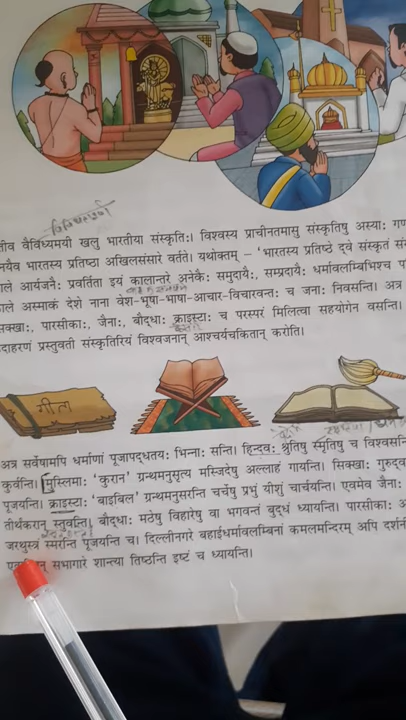 तीव वैविध्यमयी खलु भारतीया संस्कृतिः। विश्वस्य प्राचीनतमासु संस्कृतिषु अस्याः गण
नयैव भारतस्य प्रतिष्ठा अखिलसंसारे वर्तते। यथोक्तम् – 'भारतस्य प्रतिष्ठे द्वे संस्कृतं संस
ाले आर्यजनैः प्रवर्तिता इयं कालान्तरे अनेकैः समुदायैः, सम्प्रदायैः धर्मावलम्बिभिश्च प
ाले अस्माकं देशे नाना वेश-भूषा-भाषा-आचार-विचारवन्तः च जनाः निवसन्ति। अत्र
सिक्खाः, पारसीकाः, जैनाः, बौद्धाः क्राइस्टाः च परस्परं मिलित्वा सहयोगेन वसन्ति।
दाहरणं प्रस्तुवती संस्कृतिरियं विश्वजनान् आश्चर्यचकितान् करोति।
गीता
अत्र सर्वेषामपि धर्माणां पूजापद्धतयः भिन्नाः सन्ति। हिन्दवः श्रुतिषु स्मृतिषु च विश्वसन्ति
कुर्वन्ति। मुस्लिमाः 'कुरान' ग्रन्थमनुसृत्य मस्जिदेषु अल्लाहं गायन्ति। सिक्खाः गुरुद्व
पूजयन्ति। क्राइस्टाः 'बाइबिल' ग्रन्थमनुसरन्ति चर्चेषु प्रभुं यीशुं चार्चयन्ति। एवमेव जैनाः
तीर्थंकरान् स्तुवन्ति। बौद्धाः मठेषु विहारेषु वा भगवन्तं बुद्धं ध्यायन्ति। पारसीकाः अ
जरथुस्त्रं स्मरन्ति पूजयन्ति च। दिल्लीनगरे बहाईधर्मावलम्बिनां कमलमन्दिरम् अपि दर्शनी
सभागारे शान्त्या तिष्ठन्ति इष्टं च ध्यायन्ति।